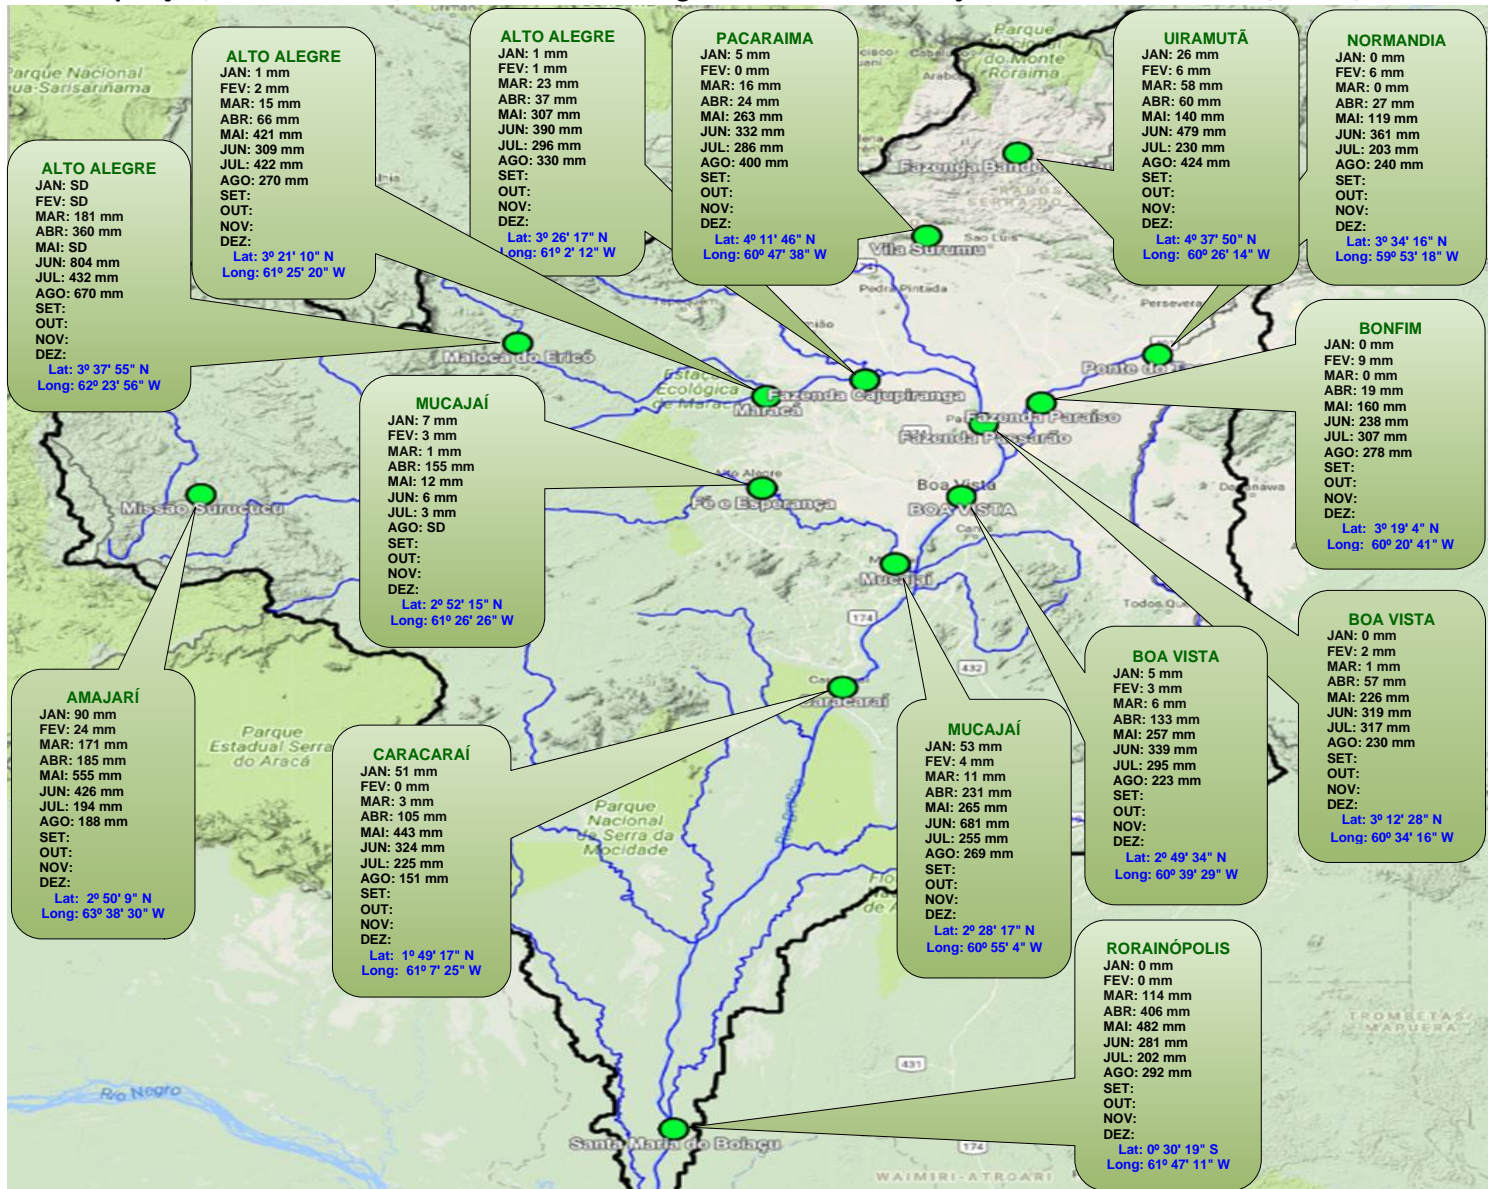 ALTO ALEGRE
JAN: 1 mm
FEV: 2 mm
MAR: 15 mm
ABR: 66 mm
MAI: 421 mm
JUN: 309 mm
JUL: 422 mm
AGO: 270 mm
SET:
OUT:
NOV:
DEZ:
Lat: 3º 21' 10" N
Long: 61º 25' 20" W
ALTO ALEGRE
JAN: 1 mm
FEV: 1 mm
MAR: 23 mm
ABR: 37 mm
MAI: 307 mm
JUN: 390 mm
JUL: 296 mm
AGO: 330 mm
SET:
OUT:
NOV:
DEZ:
Lat: 3º 26' 17" N
Long: 61º 2' 12" W
PACARAIMA
JAN: 5 mm
FEV: 0 mm
MAR: 16 mm
ABR: 24 mm
MAI: 263 mm
JUN: 332 mm
JUL: 286 mm
AGO: 400 mm
SET:
OUT:
NOV:
DEZ:
Lat: 4º 11' 46" N
Long: 60º 47' 38" W
UIRAMUTÃ
JAN: 26 mm
FEV: 6 mm
MAR: 58 mm
ABR: 60 mm
MAI: 140 mm
JUN: 479 mm
JUL: 230 mm
AGO: 424 mm
SET:
OUT:
NOV:
DEZ:
Lat: 4º 37' 50" N
Long: 60º 26' 14" W
NORMANDIA
JAN: 0 mm
FEV: 6 mm
MAR: 0 mm
ABR: 27 mm
MAI: 119 mm
JUN: 361 mm
JUL: 203 mm
AGO: 240 mm
SET:
OUT:
NOV:
DEZ:
Lat: 3º 34' 16" N
Long: 59º 53' 18" W
ALTO ALEGRE
JAN: SD
FEV: SD
MAR: 181 mm
ABR: 360 mm
MAI: SD
JUN: 804 mm
JUL: 432 mm
AGO: 670 mm
SET:
OUT:
NOV:
DEZ:
Lat: 3º 37' 55" N
Long: 62º 23' 56" W
MUCAJAÍ
JAN: 7 mm
FEV: 3 mm
MAR: 1 mm
ABR: 155 mm
MAI: 12 mm
JUN: 6 mm
JUL: 3 mm
AGO: SD
SET:
OUT:
NOV:
DEZ:
Lat: 2º 52' 15" N
Long: 61º 26' 26" W
BONFIM
JAN: 0 mm
FEV: 9 mm
MAR: 0 mm
ABR: 19 mm
MAI: 160 mm
JUN: 238 mm
JUL: 307 mm
AGO: 278 mm
SET:
OUT:
NOV:
DEZ:
Lat: 3º 19' 4" N
Long: 60º 20' 41" W
BOA VISTA
JAN: 0 mm
FEV: 2 mm
MAR: 1 mm
ABR: 57 mm
MAI: 226 mm
JUN: 319 mm
JUL: 317 mm
AGO: 230 mm
SET:
OUT:
NOV:
DEZ:
Lat: 3º 12' 28" N
Long: 60º 34' 16" W
BOA VISTA
JAN: 5 mm
FEV: 3 mm
MAR: 6 mm
ABR: 133 mm
MAI: 257 mm
JUN: 339 mm
JUL: 295 mm
AGO: 223 mm
SET:
OUT:
NOV:
DEZ:
Lat: 2º 49' 34" N
Long: 60º 39' 29" W
AMAJARÍ
JAN: 90 mm
FEV: 24 mm
MAR: 171 mm
ABR: 185 mm
MAI: 555 mm
JUN: 426 mm
JUL: 194 mm
AGO: 188 mm
SET:
OUT:
NOV:
DEZ:
Lat: 2º 50' 9" N
Long: 63º 38' 30" W
CARACARAÍ
JAN: 51 mm
FEV: 0 mm
MAR: 3 mm
ABR: 105 mm
MAI: 443 mm
JUN: 324 mm
JUL: 225 mm
AGO: 151 mm
SET:
OUT:
NOV:
DEZ:
Lat: 1º 49' 17" N
Long: 61º 7' 25" W
MUCAJAÍ
JAN: 53 mm
FEV: 4 mm
MAR: 11 mm
ABR: 231 mm
MAI: 265 mm
JUN: 681 mm
JUL: 255 mm
AGO: 269 mm
SET:
OUT:
NOV:
DEZ:
Lat: 2º 28' 17" N
Long: 60º 55' 4" W
RORAINÓPOLIS
JAN: 0 mm
FEV: 0 mm
MAR: 114 mm
ABR: 406 mm
MAI: 482 mm
JUN: 281 mm
JUL: 202 mm
AGO: 292 mm
SET:
OUT:
NOV:
DEZ:
Lat: 0º 30' 19" S
Long: 61º 47' 11" W
Parque Nacional
Parque
do Monte
Roraima
Vila Surumu
Sao Luis
Pedra Pintada
Maloca do Ericó
Ecológica
Maracá
Fazenda Cajupiranga
Fazenda Paraíso
Fazenda Passarão
Missão Surucucu
Alto Alegre
Fé e Esperança
Boa Vista
BOA VISTA
Mucajaí
174
432
Caracaraí
Parque
Estadual Serra
do Aracá
Parque
Nacional
da Serra da
Mocidade
Rio Branco
Rio Negro
Santa Maria do Boiaçu
431
174
TROMBETAS/
MAPUERA
WAIMIRI-ATROARI